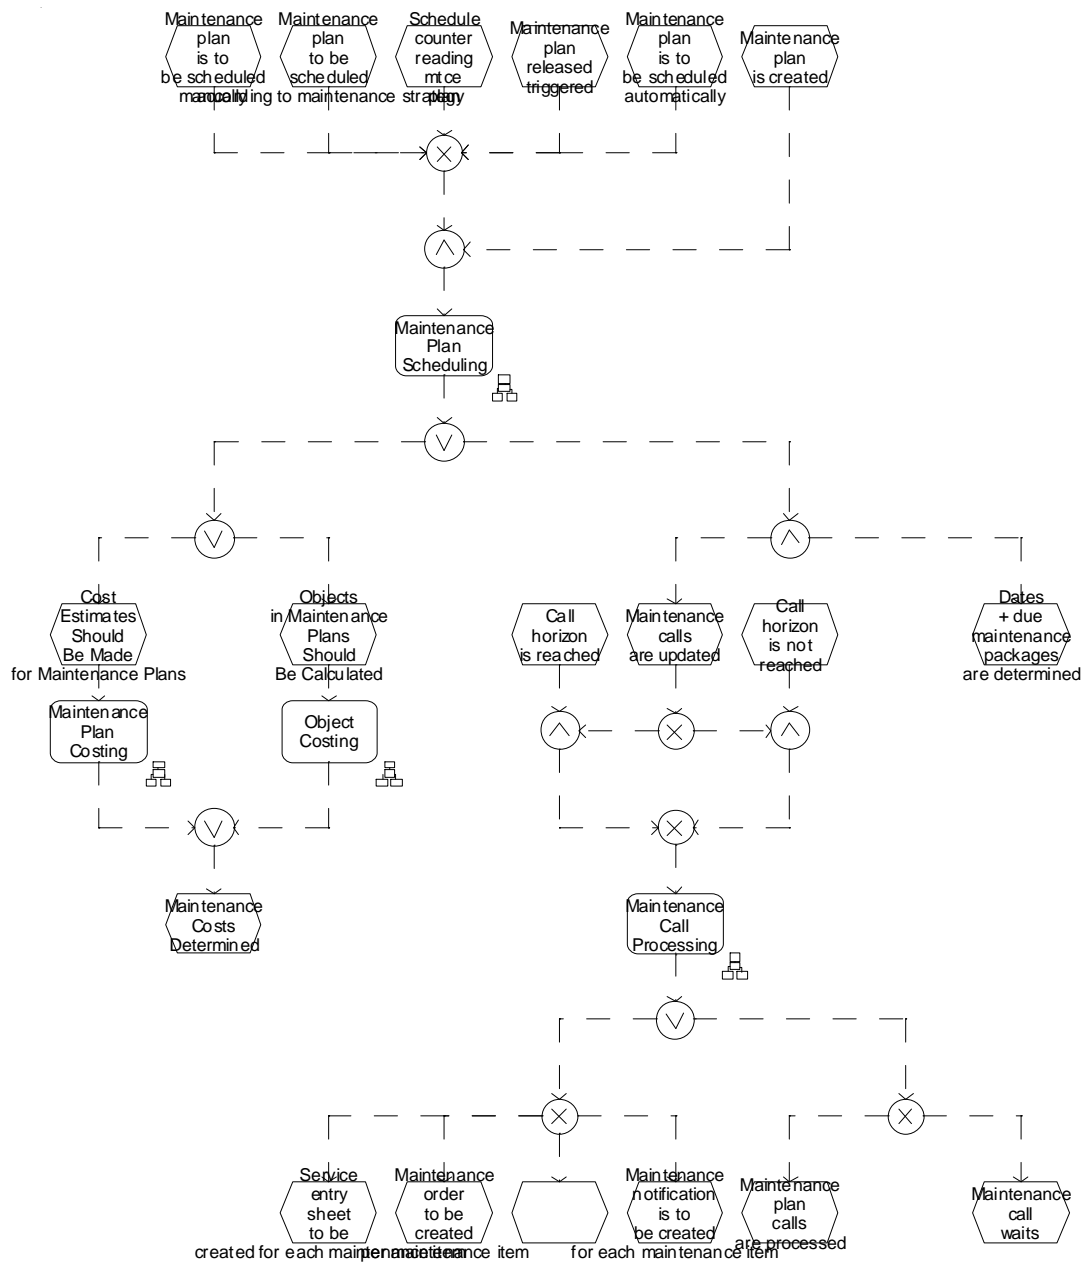 Maintenance
plan
is to
be scheduled
manually
Maintenance
plan
to be
scheduled
according to maintenance strategy
Schedule
counter
reading
mtce
plan
Maintenance
plan
released
triggered
Maintenance
plan
is to
be scheduled
automatically
Maintenance
plan
is created
Maintenance
Plan
Scheduling
Cost
Estimates
Should
Be Made
for Maintenance Plans
Objects
in Maintenance
Plans
Should
Be Calculated
Call
horizon
is reached
Maintenance
calls
are updated
Call
horizon
is not
reached
Dates
+ due
maintenance
packages
are determined
Maintenance
Plan
Costing
Object
Costing
Maintenance
Costs
Determined
Maintenance
Call
Processing
Service
entry
sheet
to be
created for each maintenance item
Maintenance
order
to be
created
per maintenance item
Maintenance
notification
is to
be created
for each maintenance item
Maintenance
plan
calls
are processed
Maintenance
call
waits